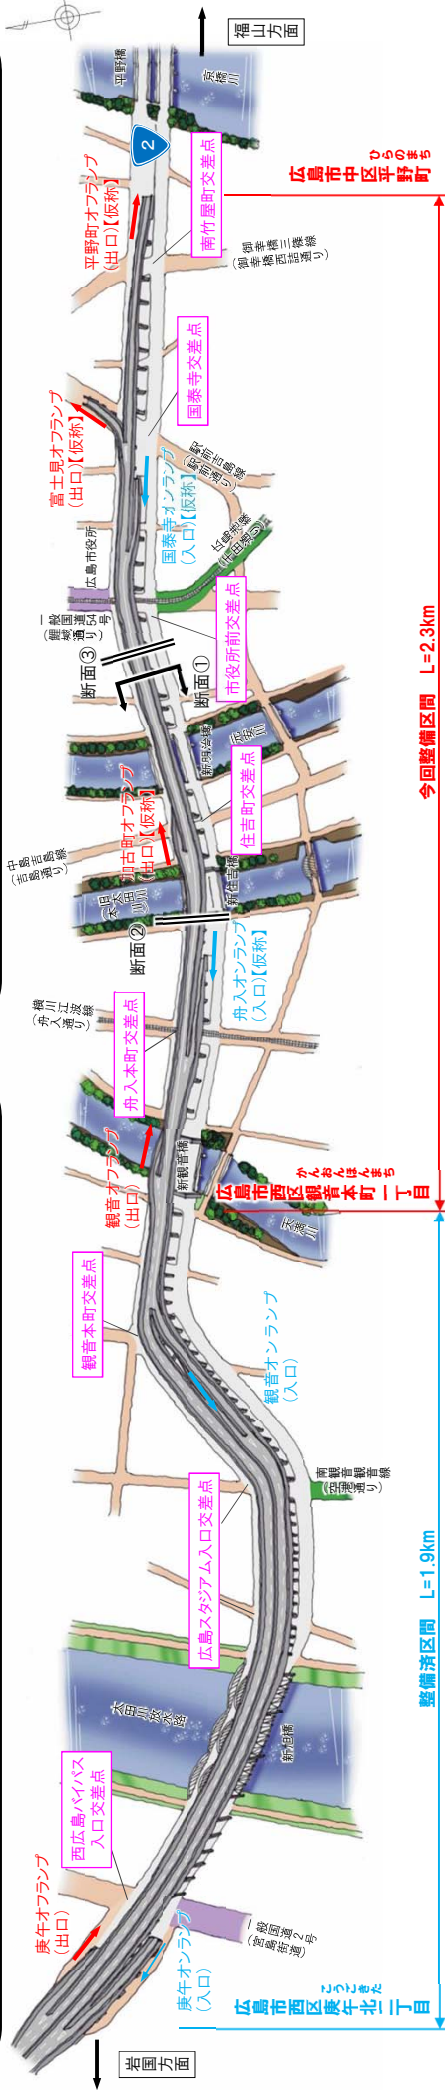 福山方面
平野橋
京橋川
2
平野町オフランプ
(出口)【仮称】
南竹屋町交差点
ひらのまち
広島市中区平野町
御幸橋三篠線
(御幸橋西詰通り)
国泰寺交差点
富士見オフランプ
(出口)【仮称】
国泰寺オンランプ
(入口)【仮称】
駅前吉島線
(駅前通り)
広島市役所
一般国道54号
(鯉城通り)
市役所前交差点
断面③
断面①
新明治橋
元安川
住吉町交差点
中島吉島線
(吉島通り)
加古町オフランプ
(出口)【仮称】
旧太田川
(本川)
新住吉橋
断面②
舟入オンランプ
(入口)【仮称】
今回整備区間 L=2.3km
横川江波線
(舟入通り)
舟入本町交差点
観音オフランプ
(出口)
新観音橋
かんおんほんまち
広島市西区観音本町一丁目
天満川
観音本町交差点
観音オンランプ
(入口)
南観音観音線
(空港通り)
広島スタジアム入口交差点
整備済区間 L=1.9km
太田川放水路
新旭橋
西広島バイパス
入口交差点
庚午オフランプ
(出口)
一般国道2号
(宮島街道)
庚午オンランプ
(入口)
こうごきた
広島市西区庚午北二丁目
岩国方面